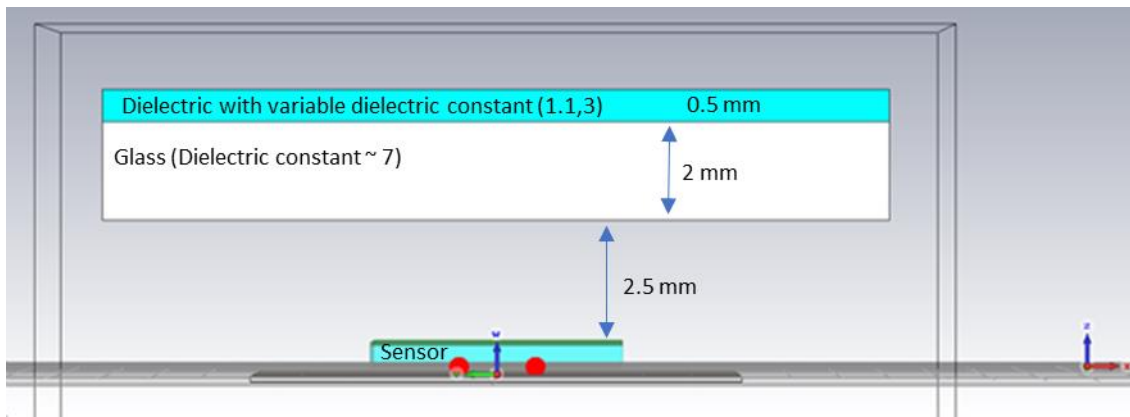 Dielectric with variable dielectric constant (1.1,3) 0.5 mm
Glass (Dielectric constant ~ 7)
2 mm
2.5 mm
Sensor
z
x